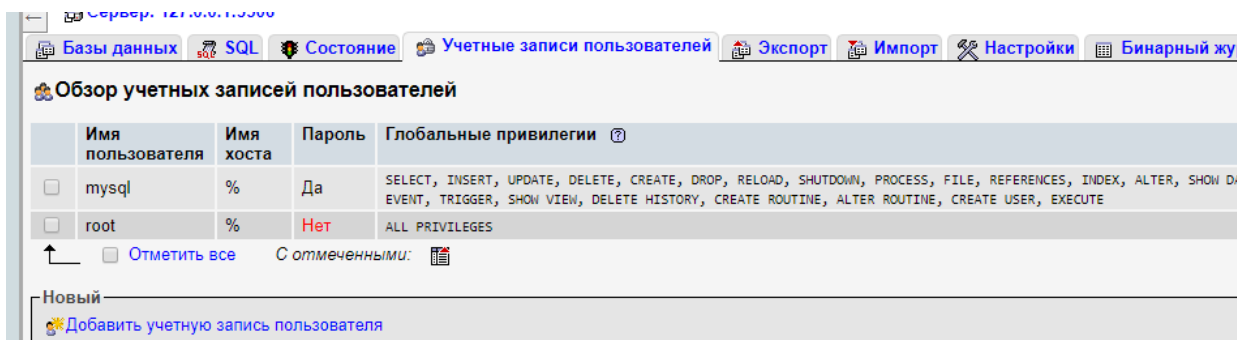 Сервер: 127.0.0.1:3306
Базы данных SQL Состояние Учетные записи пользователей Экспорт Импорт Настройки Бинарный жу
Обзор учетных записей пользователей
Имя пользователя Имя хоста Пароль Глобальные привилегии
mysql % Да SELECT, INSERT, UPDATE, DELETE, CREATE, DROP, RELOAD, SHUTDOWN, PROCESS, FILE, REFERENCES, INDEX, ALTER, SHOW DA
EVENT, TRIGGER, SHOW VIEW, DELETE HISTORY, CREATE ROUTINE, ALTER ROUTINE, CREATE USER, EXECUTE
root % Нет ALL PRIVILEGES
Отметить все С отмеченными:
Новый
Добавить учетную запись пользователя